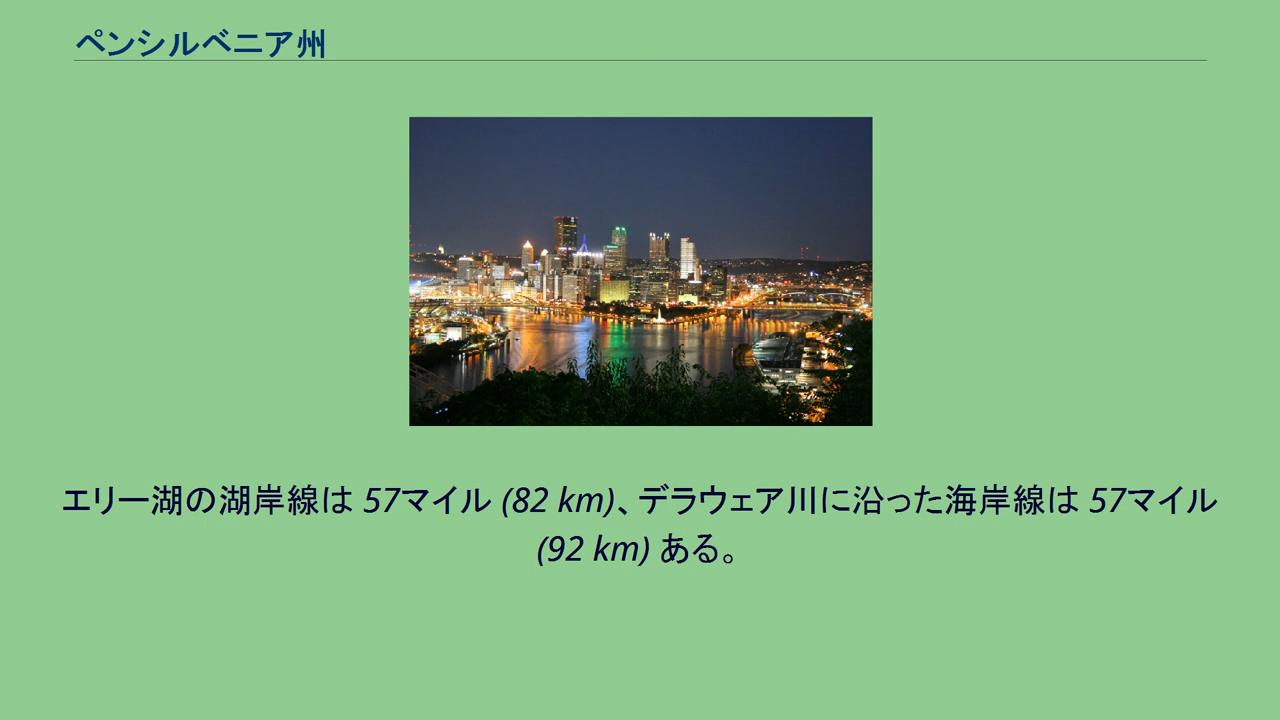 ペンシルベニア州
エリー湖の湖岸線は 57マイル (82 km)、デラウェア川に沿った海岸線は 57マイル
(92 km) ある。